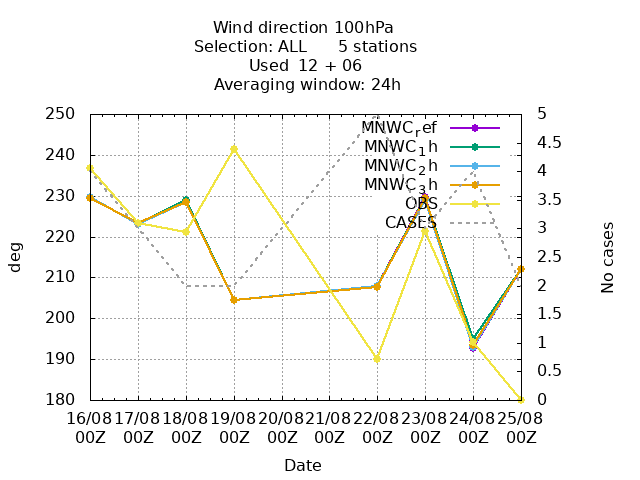 Wind direction 100hPa
Selection: ALL 5 stations
Used 12 + 06
Averaging window: 24h
250
240
230
220
210
200
190
180
deg
5
4.5
4
3.5
3
2.5
2
1.5
1
0.5
0
No cases
MNWC_ref
MNWC_1h
MNWC_2h
MNWC_3h
OBS
CASES
16/08 17/08 18/08 19/08 20/08 21/08 22/08 23/08 24/08 25/08
00Z 00Z 00Z 00Z 00Z 00Z 00Z 00Z 00Z 00Z
Date